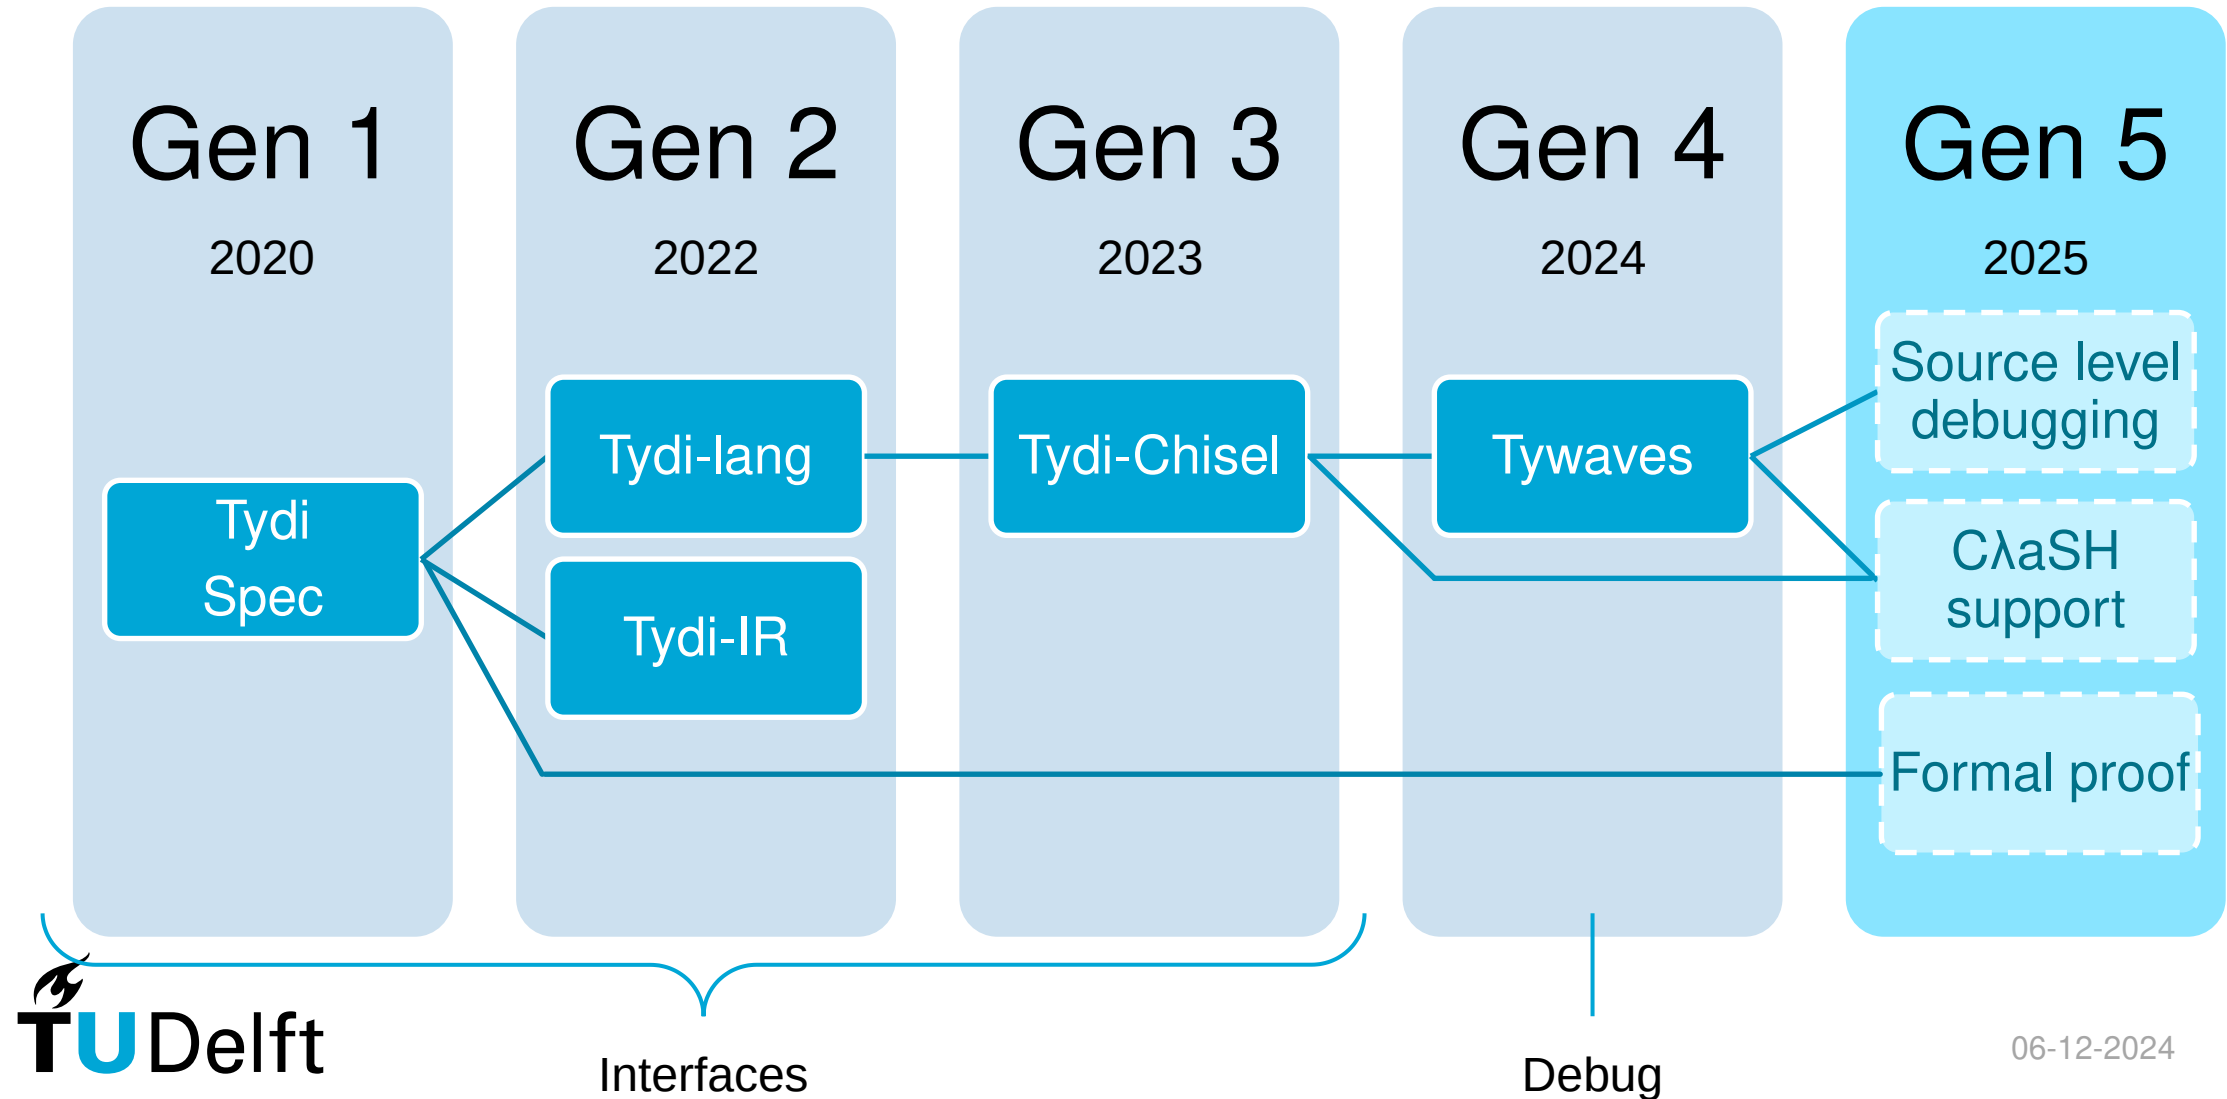 Gen 1
2020
Tydi
Spec
Gen 2
2022
Tydi-lang
Tydi-IR
Gen 3
2023
Tydi-Chisel
Gen 4
2024
Tywaves
Gen 5
2025
Source level
debugging
CλaSH
support
Formal proof
Interfaces
Debug
TUDelft
06-12-2024